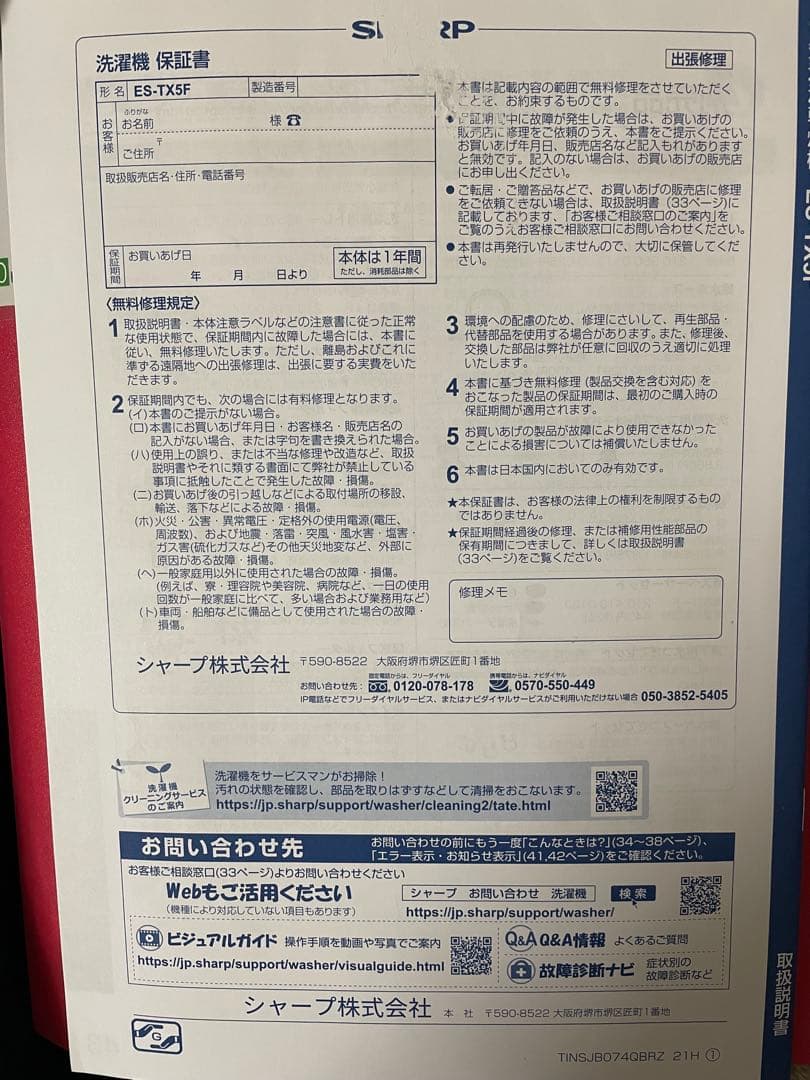 洗濯機 保証書
出張修理
形 名 ES-TX5F 製造番号
お客様
ふりがな
お名前 様 ☎
〒
ご住所
取扱販売店名・住所・電話番号
保証期間
お買いあげ日
年 月 日より
本体は1年間
ただし、消耗部品は除く
本書は記載内容の範囲で無料修理をさせていただく
ことを、お約束するものです。
● 保証期間中に故障が発生した場合は、お買いあげの
販売店に修理をご依頼のうえ、本書をご提示ください。
お買いあげ年月日、販売店名など記入もれがあります
と無効です。記入のない場合は、お買いあげの販売店
にお申し出ください。
● ご転居・ご贈答品などで、お買いあげの販売店に修理
をご依頼できない場合は、取扱説明書(33ページ)に
記載しております、「お客様ご相談窓口のご案内」を
ご覧のうえお客様ご相談窓口にお問い合わせください。
● 本書は再発行いたしませんので、大切に保管してくだ
さい。
〈無料修理規定〉
1 取扱説明書・本体注意ラベルなどの注意書に従った正常
な使用状態で、保証期間内に故障した場合には、本書に
従い、無料修理いたします。ただし、離島およびこれに
準ずる遠隔地への出張修理は、出張に要する実費をいた
だきます。
2 保証期間内でも、次の場合には有料修理となります。
(イ)本書のご提示がない場合。
(ロ)本書にお買いあげ年月日・お客様名・販売店名の
記入がない場合、または字句を書き換えられた場合。
(ハ)使用上の誤り、または不当な修理や改造など、取扱
説明書やそれに類する書面にて弊社が禁止している
事項に抵触したことで発生した故障・損傷。
(ニ)お買いあげ後の引っ越しなどによる取付場所の移設、
輸送、落下などによる故障・損傷。
(ホ)火災・公害・異常電圧・定格外の使用電源(電圧、
周波数)、および地震・落雷・突風・風水害・塩害・
ガス害(硫化ガスなど)その他天災地変など、外部に
原因がある故障・損傷。
(ヘ)一般家庭用以外に使用された場合の故障・損傷。
(例えば、寮・理容院や美容院、病院など、一日の使用
回数が一般家庭に比べて、多い場合および業務用など)
(ト)車両・船舶などに備品として使用された場合の故障・
損傷。
3 環境への配慮のため、修理にさいして、再生部品・
代替部品を使用する場合があります。また、修理後、
交換した部品は弊社が任意に回収のうえ適切に処理
いたします。
4 本書に基づき無料修理(製品交換を含む対応)を
おこなった製品の保証期間は、最初のご購入時の
保証期間が適用されます。
5 お買いあげの製品が故障により使用できなかった
ことによる損害については補償いたしません。
6 本書は日本国内においてのみ有効です。
★本保証書は、お客様の法律上の権利を制限するもの
ではありません。
★保証期間経過後の修理、または補修用性能部品の
保有期間につきまして、詳しくは取扱説明書
(33ページ)をご覧ください。
修理メモ
シャープ株式会社 〒590-8522 大阪府堺市堺区匠町1番地
固定電話からは、フリーダイヤル 携帯電話からは、ナビダイヤル
お問い合わせ先: 0120-078-178 0570-550-449
IP電話などでフリーダイヤルサービス、またはナビダイヤルサービスがご利用いただけない場合 050-3852-5405
洗濯機
クリーニングサービス
のご案内
洗濯機をサービスマンがお掃除!
汚れの状態を確認し、部品を取りはずすなどして清掃をおこないます。
https://jp.sharp/support/washer/cleaning2/tate.html
お問い合わせ先
お問い合わせの前にもう一度「こんなときは?」(34〜38ページ)、
「エラー表示・お知らせ表示」(41,42ページ)をご確認ください。
お客様ご相談窓口(33ページ)よりお問い合わせください
Webもご活用ください
(機種により対応していない項目もあります)
シャープ お問い合わせ 洗濯機 検索
https://jp.sharp/support/washer/
ビジュアルガイド 操作手順を動画や写真でご案内
https://jp.sharp/support/washer/visualguide.html
Q&A Q&A情報 よくあるご質問
故障診断ナビ 症状別の
故障診断など
シャープ株式会社 本 社 〒590-8522 大阪府堺市堺区匠町1番地
G
TINSJB074QBRZ 21H ①
取扱説明書